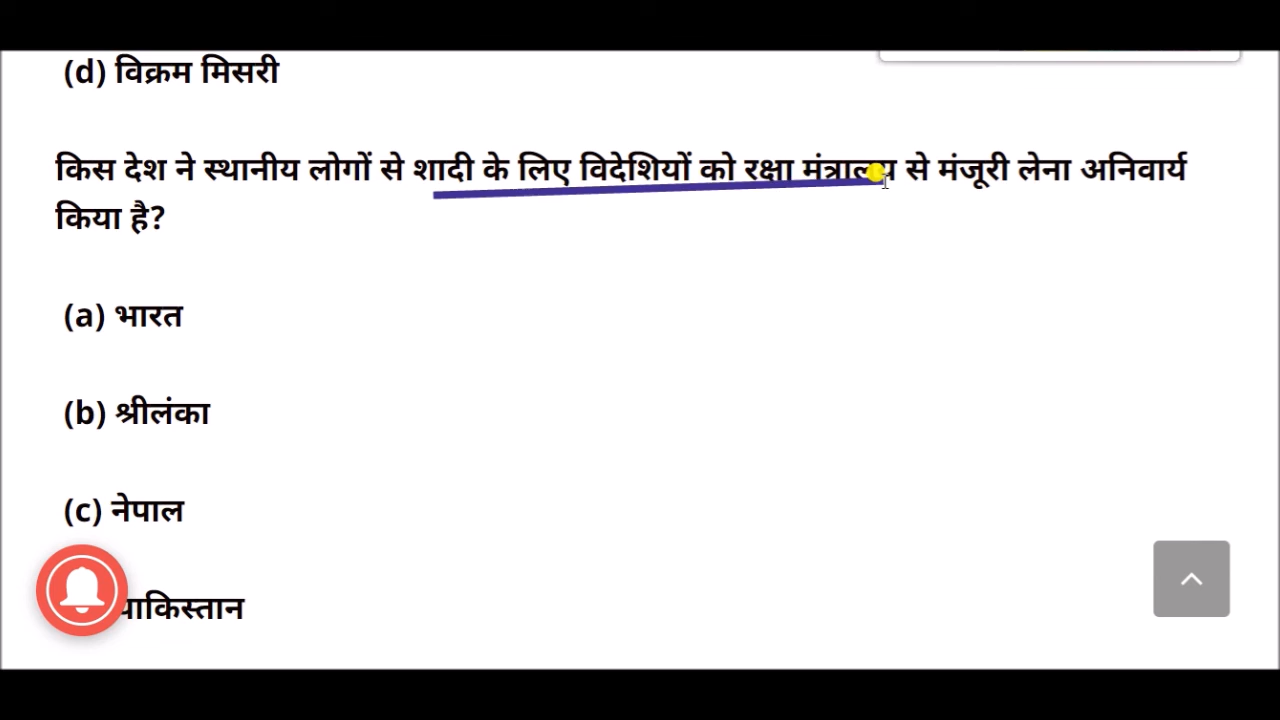 (d) विक्रम मिसरी
किस देश ने स्थानीय लोगों से शादी के लिए विदेशियों को रक्षा मंत्रालय से मंजूरी लेना अनिवार्य
किया है?
(a) भारत
(b) श्रीलंका
(c) नेपाल
पाकिस्तान